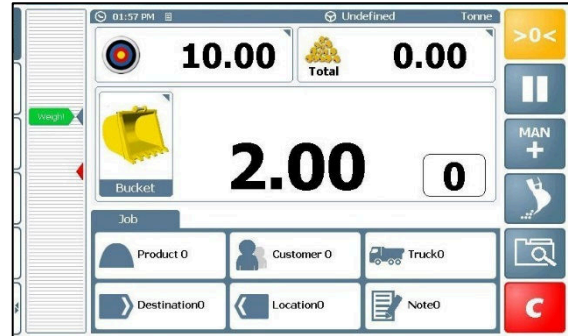 01:57 PM Undefined Tonne
>0<
10.00
Total
0.00
Weight
MAN
+
Bucket
2.00
0
Job
Product 0
Customer 0
Truck0
Destination0
Location0
Note0
C